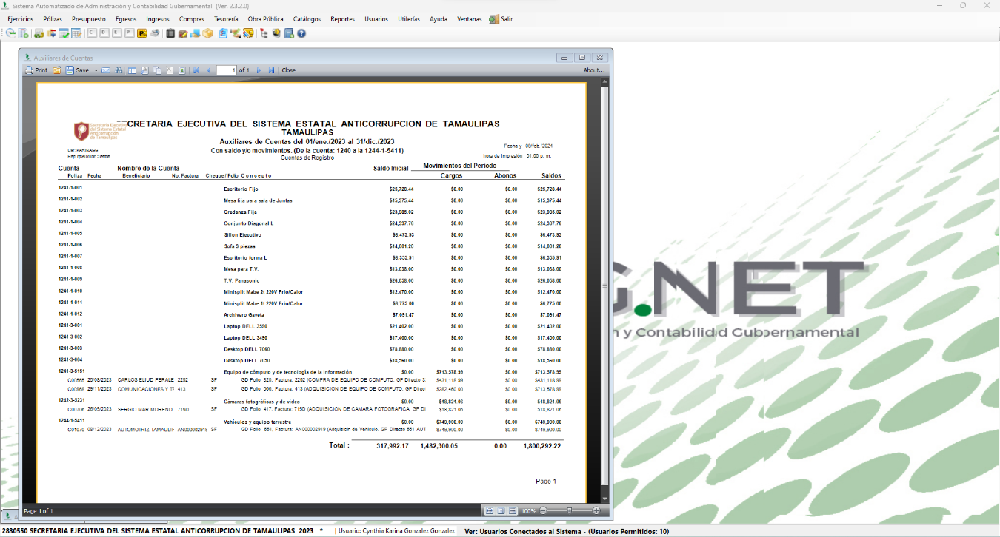 Sistema Automatizado de Administración y Contabilidad Gubernamental (Ver. 2.3.2.0)
Ejercicios Pólizas Presupuesto Egresos Ingresos Compras Tesorería Obra Pública Catálogos Reportes Usuarios Utilerías Ayuda Ventanas Salir
Auxiliares de Cuentas
Print Save 1 of 1 Close About...
SECRETARIA EJECUTIVA DEL SISTEMA ESTATAL ANTICORRUPCION DE TAMAULIPAS
Secretaría Ejecutiva
del Sistema Estatal
Anticorrupción
de Tamaulipas
TAMAULIPAS
Auxiliares de Cuentas del 01/ene./2023 al 31/dic./2023
Usr: KARINAGG Con saldo y/o movimientos. (De la cuenta: 1240 a la 1244-1-5411) Fecha y 09/feb./2024
Rep: rptAuxiliarCuentas Cuentas de Registro hora de Impresión 01:00 p. m.
Cuenta Nombre de la Cuenta Saldo Inicial Movimientos del Periodo
Poliza Fecha Beneficiario No. Factura Cheque / Folio C o n c e p t o Cargos Abonos Saldos
1241-1-001 Escritorio Fijo $25,728.44 $0.00 $0.00 $25,728.44
1241-1-002 Mesa fija para sala de Juntas $15,375.44 $0.00 $0.00 $15,375.44
1241-1-003 Credanza Fija $23,985.02 $0.00 $0.00 $23,985.02
1241-1-004 Conjunto Diagonal L $24,397.76 $0.00 $0.00 $24,397.76
1241-1-005 Sillon Ejecutivo $6,473.93 $0.00 $0.00 $6,473.93
1241-1-006 Sofa 3 piezas $14,001.20 $0.00 $0.00 $14,001.20
1241-1-007 Escritorio forma L $6,355.91 $0.00 $0.00 $6,355.91
1241-1-008 Mesa para T.V. $13,038.00 $0.00 $0.00 $13,038.00
1241-1-009 T.V. Panasonic $26,058.00 $0.00 $0.00 $26,058.00
1241-1-010 Minisplit Mabe 2t 220V Frio/Calor $12,470.00 $0.00 $0.00 $12,470.00
1241-1-011 Minisplit Mabe 1t 220V Frio/Calor $6,775.00 $0.00 $0.00 $6,775.00
1241-1-012 Archivero Gaveta $7,091.47 $0.00 $0.00 $7,091.47
1241-3-001 Laptop DELL 3590 $21,402.00 $0.00 $0.00 $21,402.00
1241-3-002 Laptop DELL 3490 $17,400.00 $0.00 $0.00 $17,400.00
1241-3-003 Desktop DELL 7060 $78,880.00 $0.00 $0.00 $78,880.00
1241-3-004 Desktop DELL 7050 $18,560.00 $0.00 $0.00 $18,560.00
1241-3-5151 Equipo de cómputo y de tecnología de la información $0.00 $713,578.99 $0.00 $713,578.99
C00565 25/08/2023 CARLOS ELIUD PERALE 2252 SF GD Folio: 320, Factura: 2252 (COMPRA DE EQUIPO DE COMPUTO. GP Directo 3 $431,118.99 $0.00 $431,118.99
C00968 29/11/2023 COMUNICACIONES Y TE 413 SF GD Folio: 566, Factura: 413 (ADQUISICION DE EQUIPO DE COMPUTO. GP Direc $282,460.00 $0.00 $713,578.99
1242-3-5231 Cámaras fotográficas y de video $0.00 $18,821.06 $0.00 $18,821.06
C00706 26/09/2023 SERGIO MAR MORENO 715D SF GD Folio: 417, Factura: 715D (ADQUISICION DE CAMARA FOTOGRAFICA. GP Di $18,821.06 $0.00 $18,821.06
1244-1-5411 Vehículos y equipo terrestre $0.00 $749,900.00 $0.00 $749,900.00
C01070 08/12/2023 AUTOMOTRIZ TAMAULIF AN000002919 SF GD Folio: 661, Factura: AN000002919 (Adquisicin de Vehiculo. GP Directo 661 AUT $749,900.00 $0.00 $749,900.00
Total : 317,992.17 1,482,300.05 0.00 1,800,292.22
Page 1
Page 1 of 1 100%
G.NET
n y Contabilidad Gubernamental
2830550 SECRETARIA EJECUTIVA DEL SISTEMA ESTATAL ANTICORRUPCION DE TAMAULIPAS 2023 * | Usuario: Cynthia Karina Gonzalez Gonzalez Ver: Usuarios Conectados al Sistema - (Usuarios Permitidos: 10)